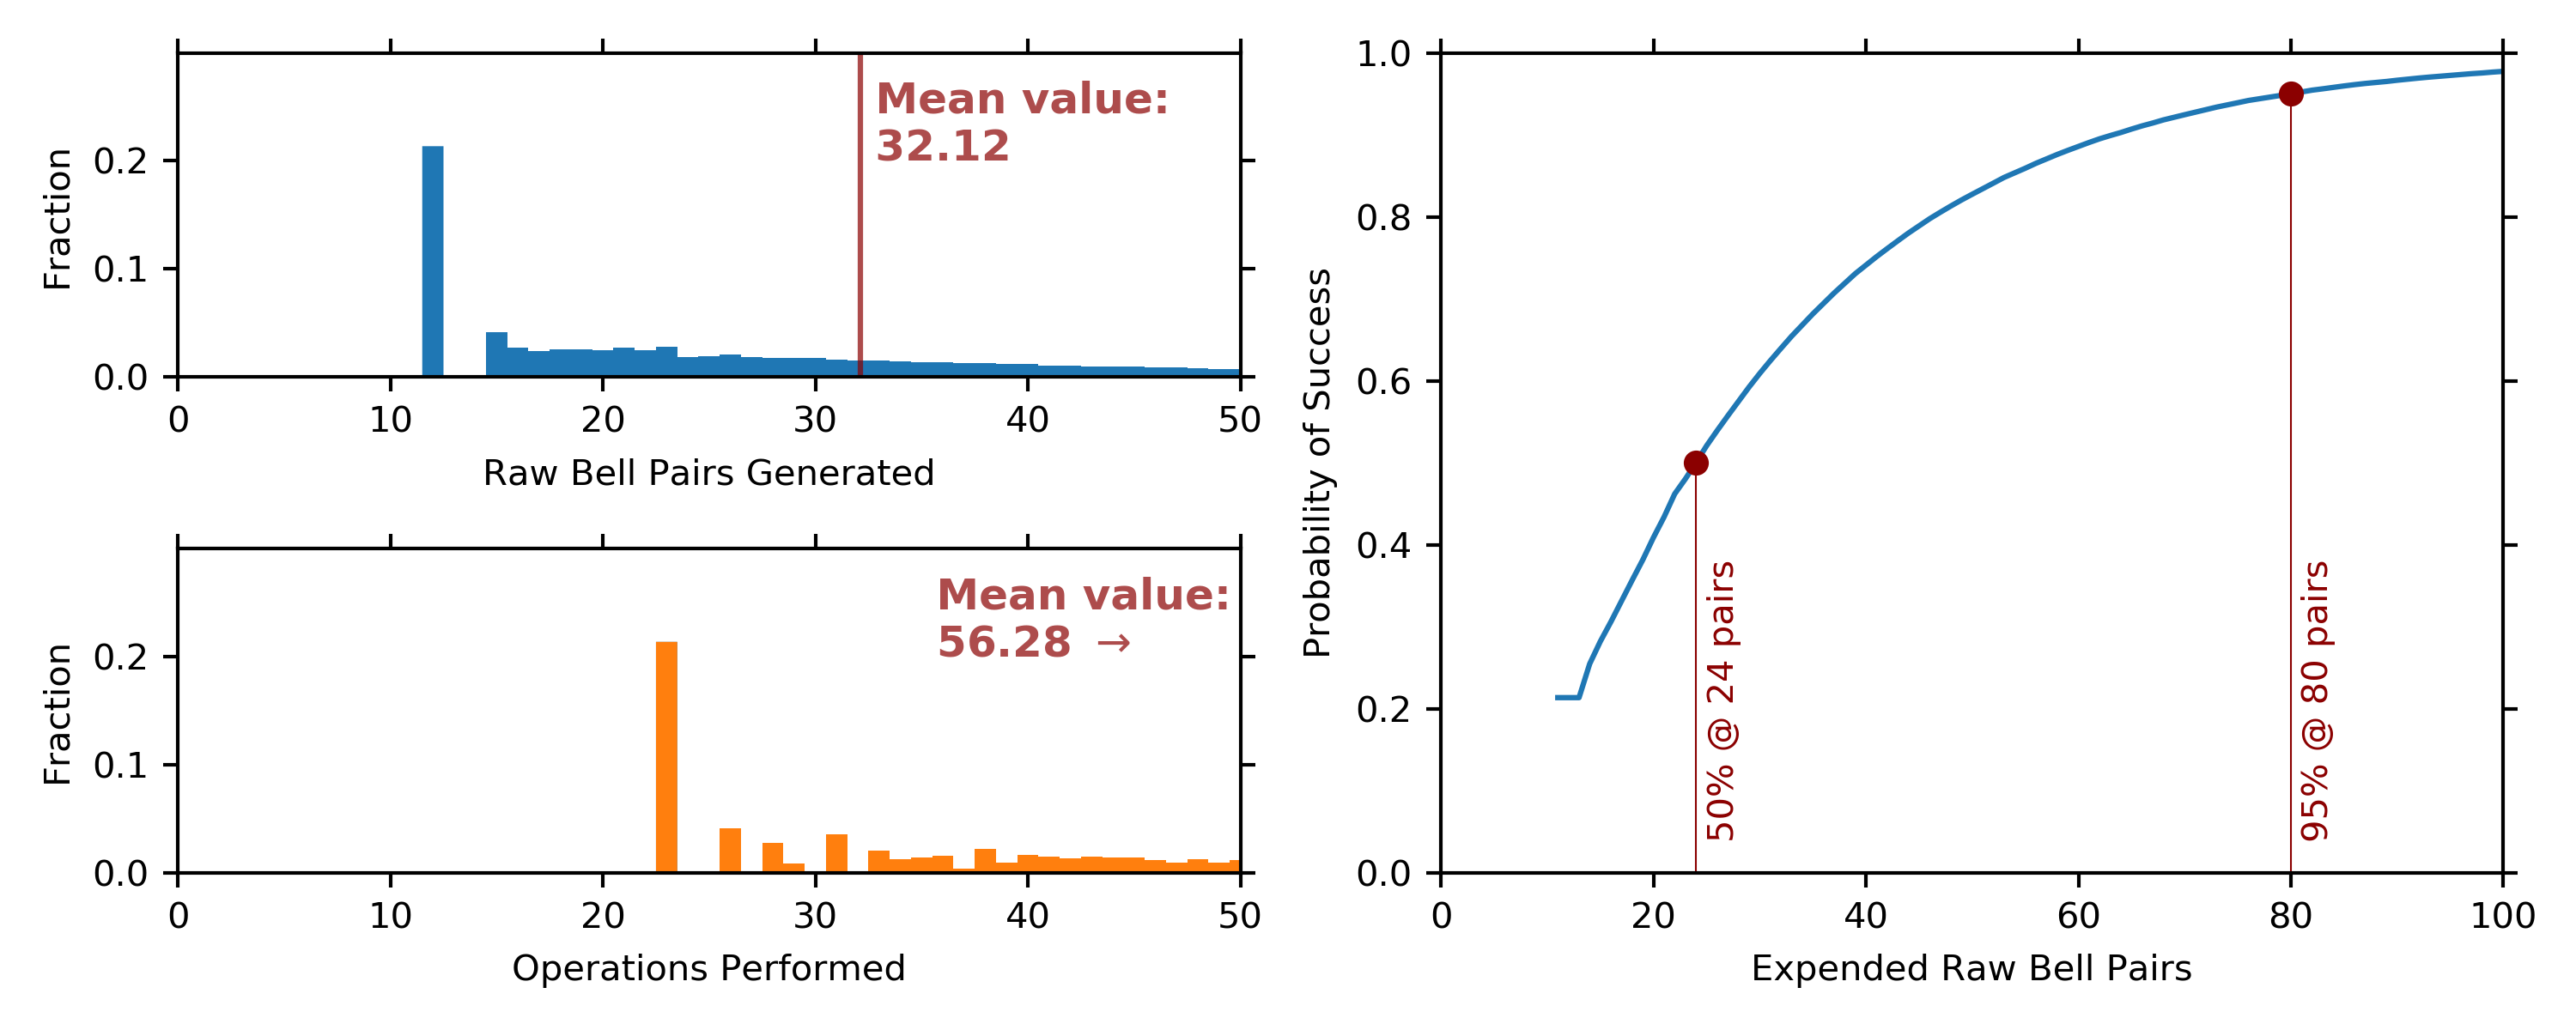 Fraction
0.2
0.1
0.0
Mean value:
32.12
0 10 20 30 40 50
Raw Bell Pairs Generated
Fraction
0.2
0.1
0.0
Mean value:
56.28 →
0 10 20 30 40 50
Operations Performed
Probability of Success
1.0
0.8
0.6
0.4
0.2
0.0
50% @ 24 pairs
95% @ 80 pairs
0 20 40 60 80 100
Expended Raw Bell Pairs